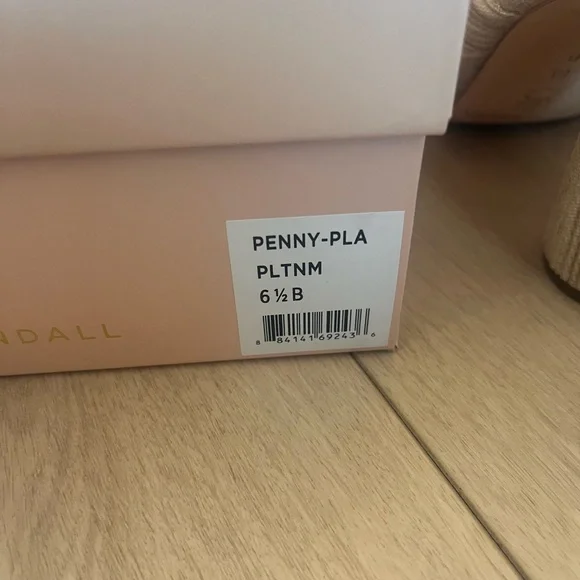 PENNY-PLA
PLTNM
6 ½ B
8 84141 69243 6
NDALL